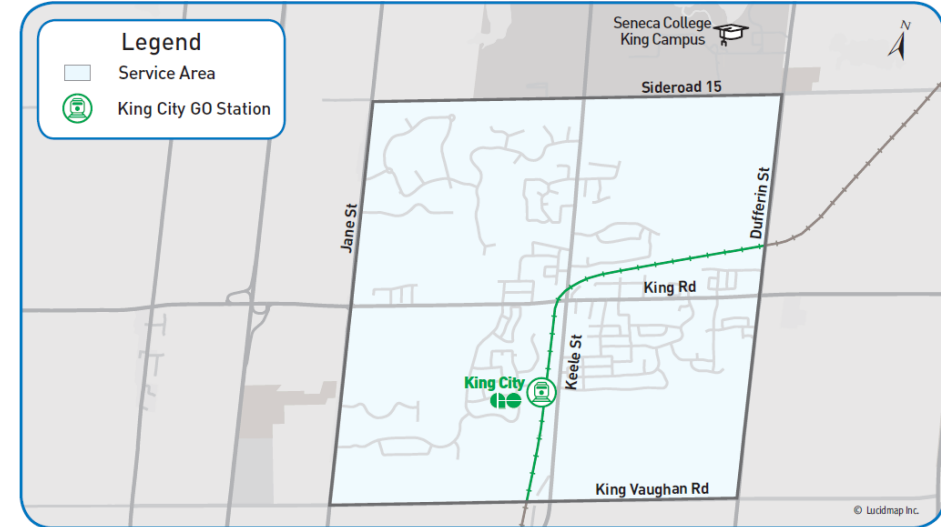 Legend
Service Area
King City GO Station
Seneca College
King Campus
N
Sideroad 15
Jane St
Dufferin St
King Rd
Keele St
King City
GO
King Vaughan Rd
© Lucidmap Inc.